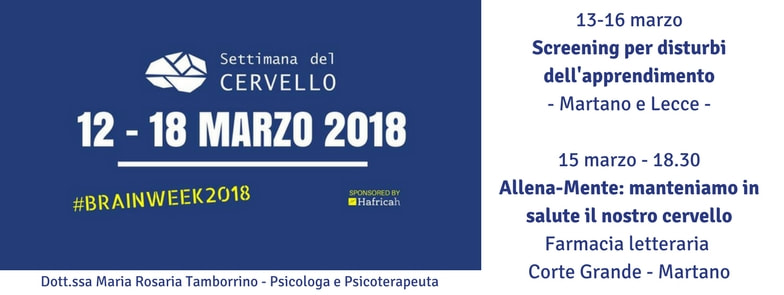 Settimana del
CERVELLO
12 - 18 MARZO 2018
#BRAINWEEK2018
SPONSORED BY
Hafricah
Dott.ssa Maria Rosaria Tamborrino - Psicologa e Psicoterapeuta
13-16 marzo
Screening per disturbi
dell'apprendimento
- Martano e Lecce -
15 marzo - 18.30
Allena-Mente: manteniamo in
salute il nostro cervello
Farmacia letteraria
Corte Grande - Martano